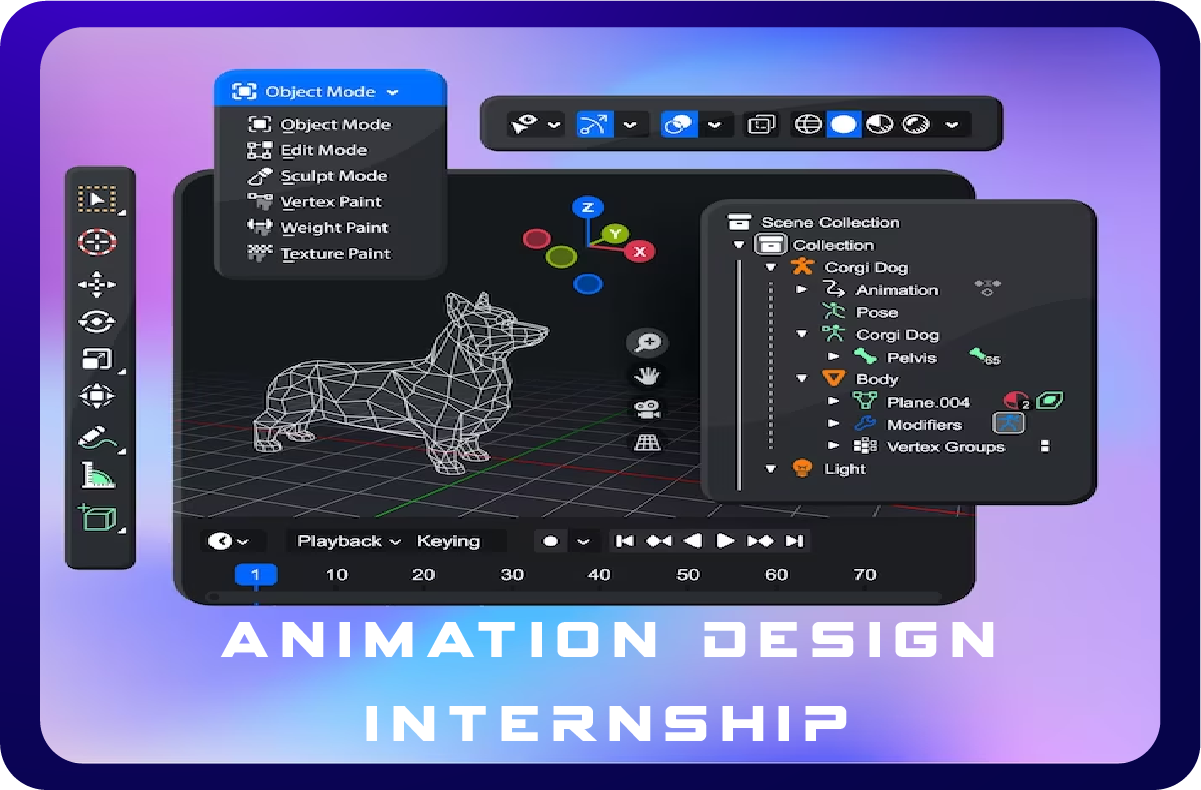 Object Mode
Object Mode
Edit Mode
Sculpt Mode
Vertex Paint
Weight Paint
Texture Paint
Z
Y
X
Scene Collection
Collection
Corgi Dog
Animation
Pose
Corgi Dog
Pelvis 65
Body
Plane.004 2
Modifiers
Vertex Groups
Light
Playback Keying
1 10 20 30 40 50 60 70
ANIMATION DESIGN
INTERNSHIP